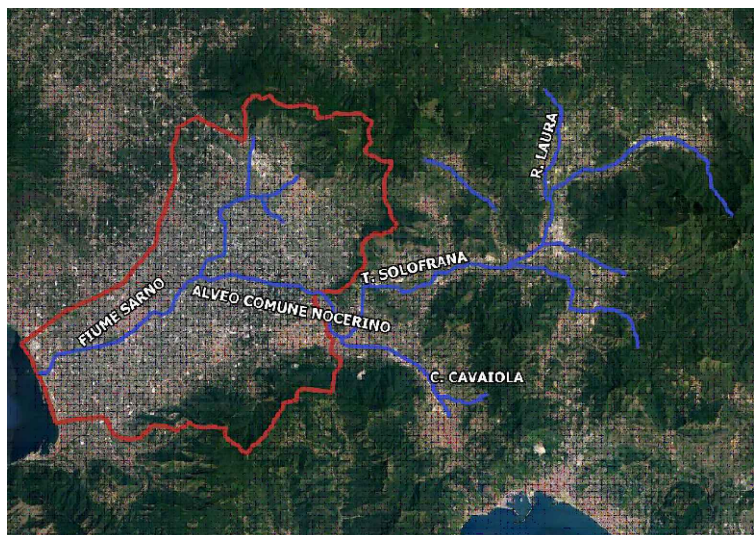 R. LAURA
T. SOLOFRANA
FIUME SARNO
ALVEO COMUNE NOCERINO
C. CAVAIOLA